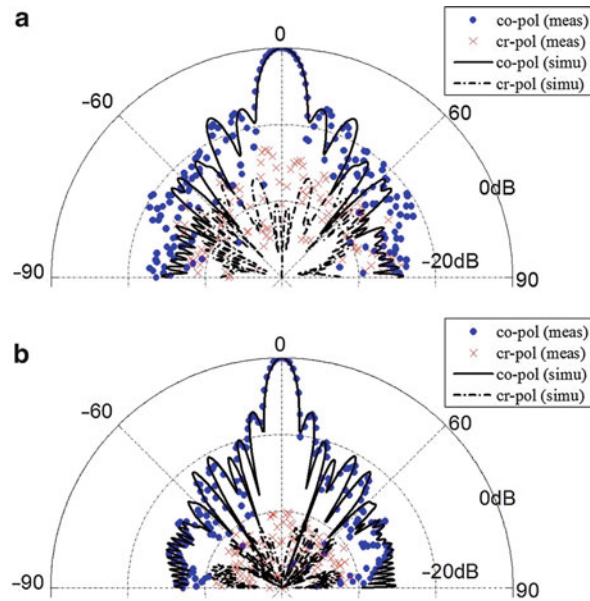 a
co-pol (meas)
cr-pol (meas)
co-pol (simu)
cr-pol (simu)
0
-60
60
0dB
-20dB
-90
90
b
co-pol (meas)
cr-pol (meas)
co-pol (simu)
cr-pol (simu)
0
-60
60
0dB
-20dB
-90
90